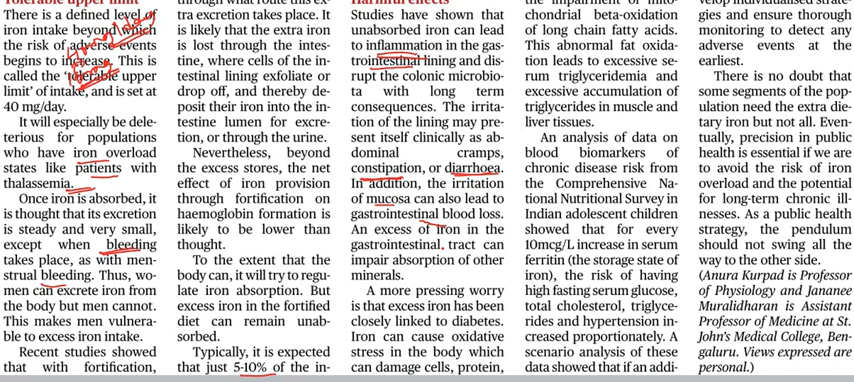 Tolerable upper limit
There is a defined level of
iron intake beyond which
the risk of adverse events
begins to increase. This is
called the ‘tolerable upper
limit’ of intake, and is set at
40 mg/day.
It will especially be dele-
terious for populations
who have iron overload
states like patients with
thalassemia.
Once iron is absorbed, it
is thought that its excretion
is steady and very small,
except when bleeding
takes place, as with men-
strual bleeding. Thus, wo-
men can excrete iron from
the body but men cannot.
This makes men vulnera-
ble to excess iron intake.
Recent studies showed
that with fortification,
through what route this ex-
tra excretion takes place. It
is likely that the extra iron
is lost through the intes-
tine, where cells of the in-
testinal lining exfoliate or
drop off, and thereby de-
posit their iron into the in-
testine lumen for excre-
tion, or through the urine.
Nevertheless, beyond
the excess stores, the net
effect of iron provision
through fortification on
haemoglobin formation is
likely to be lower than
thought.
To the extent that the
body can, it will try to regu-
late iron absorption. But
excess iron in the fortified
diet can remain unab-
sorbed.
Typically, it is expected
that just 5-10% of the in-
Harmful effects
Studies have shown that
unabsorbed iron can lead
to inflammation in the gas-
trointestinal lining and dis-
rupt the colonic microbio-
ta with long term
consequences. The irrita-
tion of the lining may pre-
sent itself clinically as ab-
dominal cramps,
constipation, or diarrhoea.
In addition, the irritation
of mucosa can also lead to
gastrointestinal blood loss.
An excess of iron in the
gastrointestinal tract can
impair absorption of other
minerals.
A more pressing worry
is that excess iron has been
closely linked to diabetes.
Iron can cause oxidative
stress in the body which
can damage cells, protein,
the impairment of mito-
chondrial beta-oxidation
of long chain fatty acids.
This abnormal fat oxida-
tion leads to excessive se-
rum triglyceridemia and
excessive accumulation of
triglycerides in muscle and
liver tissues.
An analysis of data on
blood biomarkers of
chronic disease risk from
the Comprehensive Na-
tional Nutritional Survey in
Indian adolescent children
showed that for every
10mcg/L increase in serum
ferritin (the storage state of
iron), the risk of having
high fasting serum glucose,
total cholesterol, triglyce-
rides and hypertension in-
creased proportionately. A
scenario analysis of these
data showed that if an addi-
velop individualised strate-
gies and ensure thorough
monitoring to detect any
adverse events at the
earliest.
There is no doubt that
some segments of the pop-
ulation need the extra die-
tary iron but not all. Even-
tually, precision in public
health is essential if we are
to avoid the risk of iron
overload and the potential
for long-term chronic ill-
nesses. As a public health
strategy, the pendulum
should not swing all the
way to the other side.
(Anura Kurpad is Professor
of Physiology and Jananee
Muralidharan is Assistant
Professor of Medicine at St.
John’s Medical College, Ben-
galuru. Views expressed are
personal.)